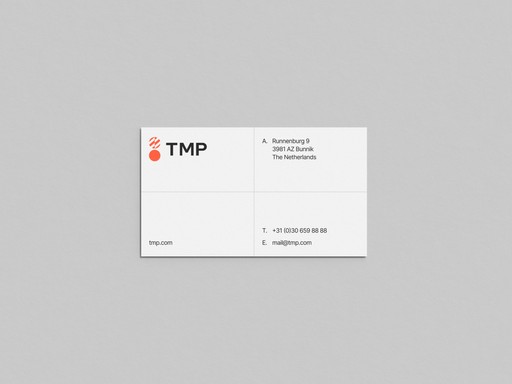 TMP
A. Runnenburg 9
3981 AZ Bunnik
The Netherlands
tmp.com
T. +31 (0)30 659 88 88
E. mail@tmp.com